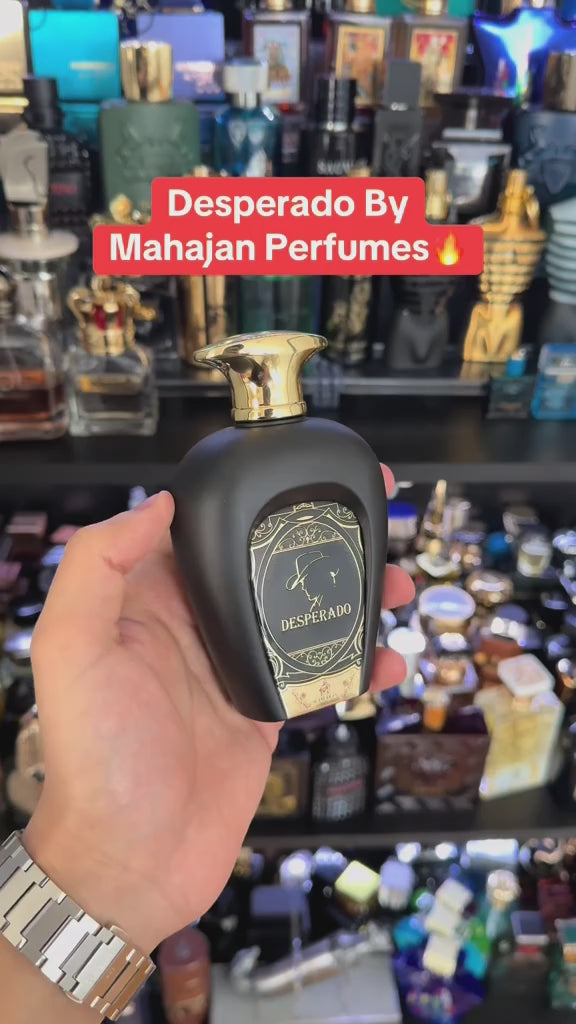 Desperado By
Mahajan Perfumes🔥
DESPERADO